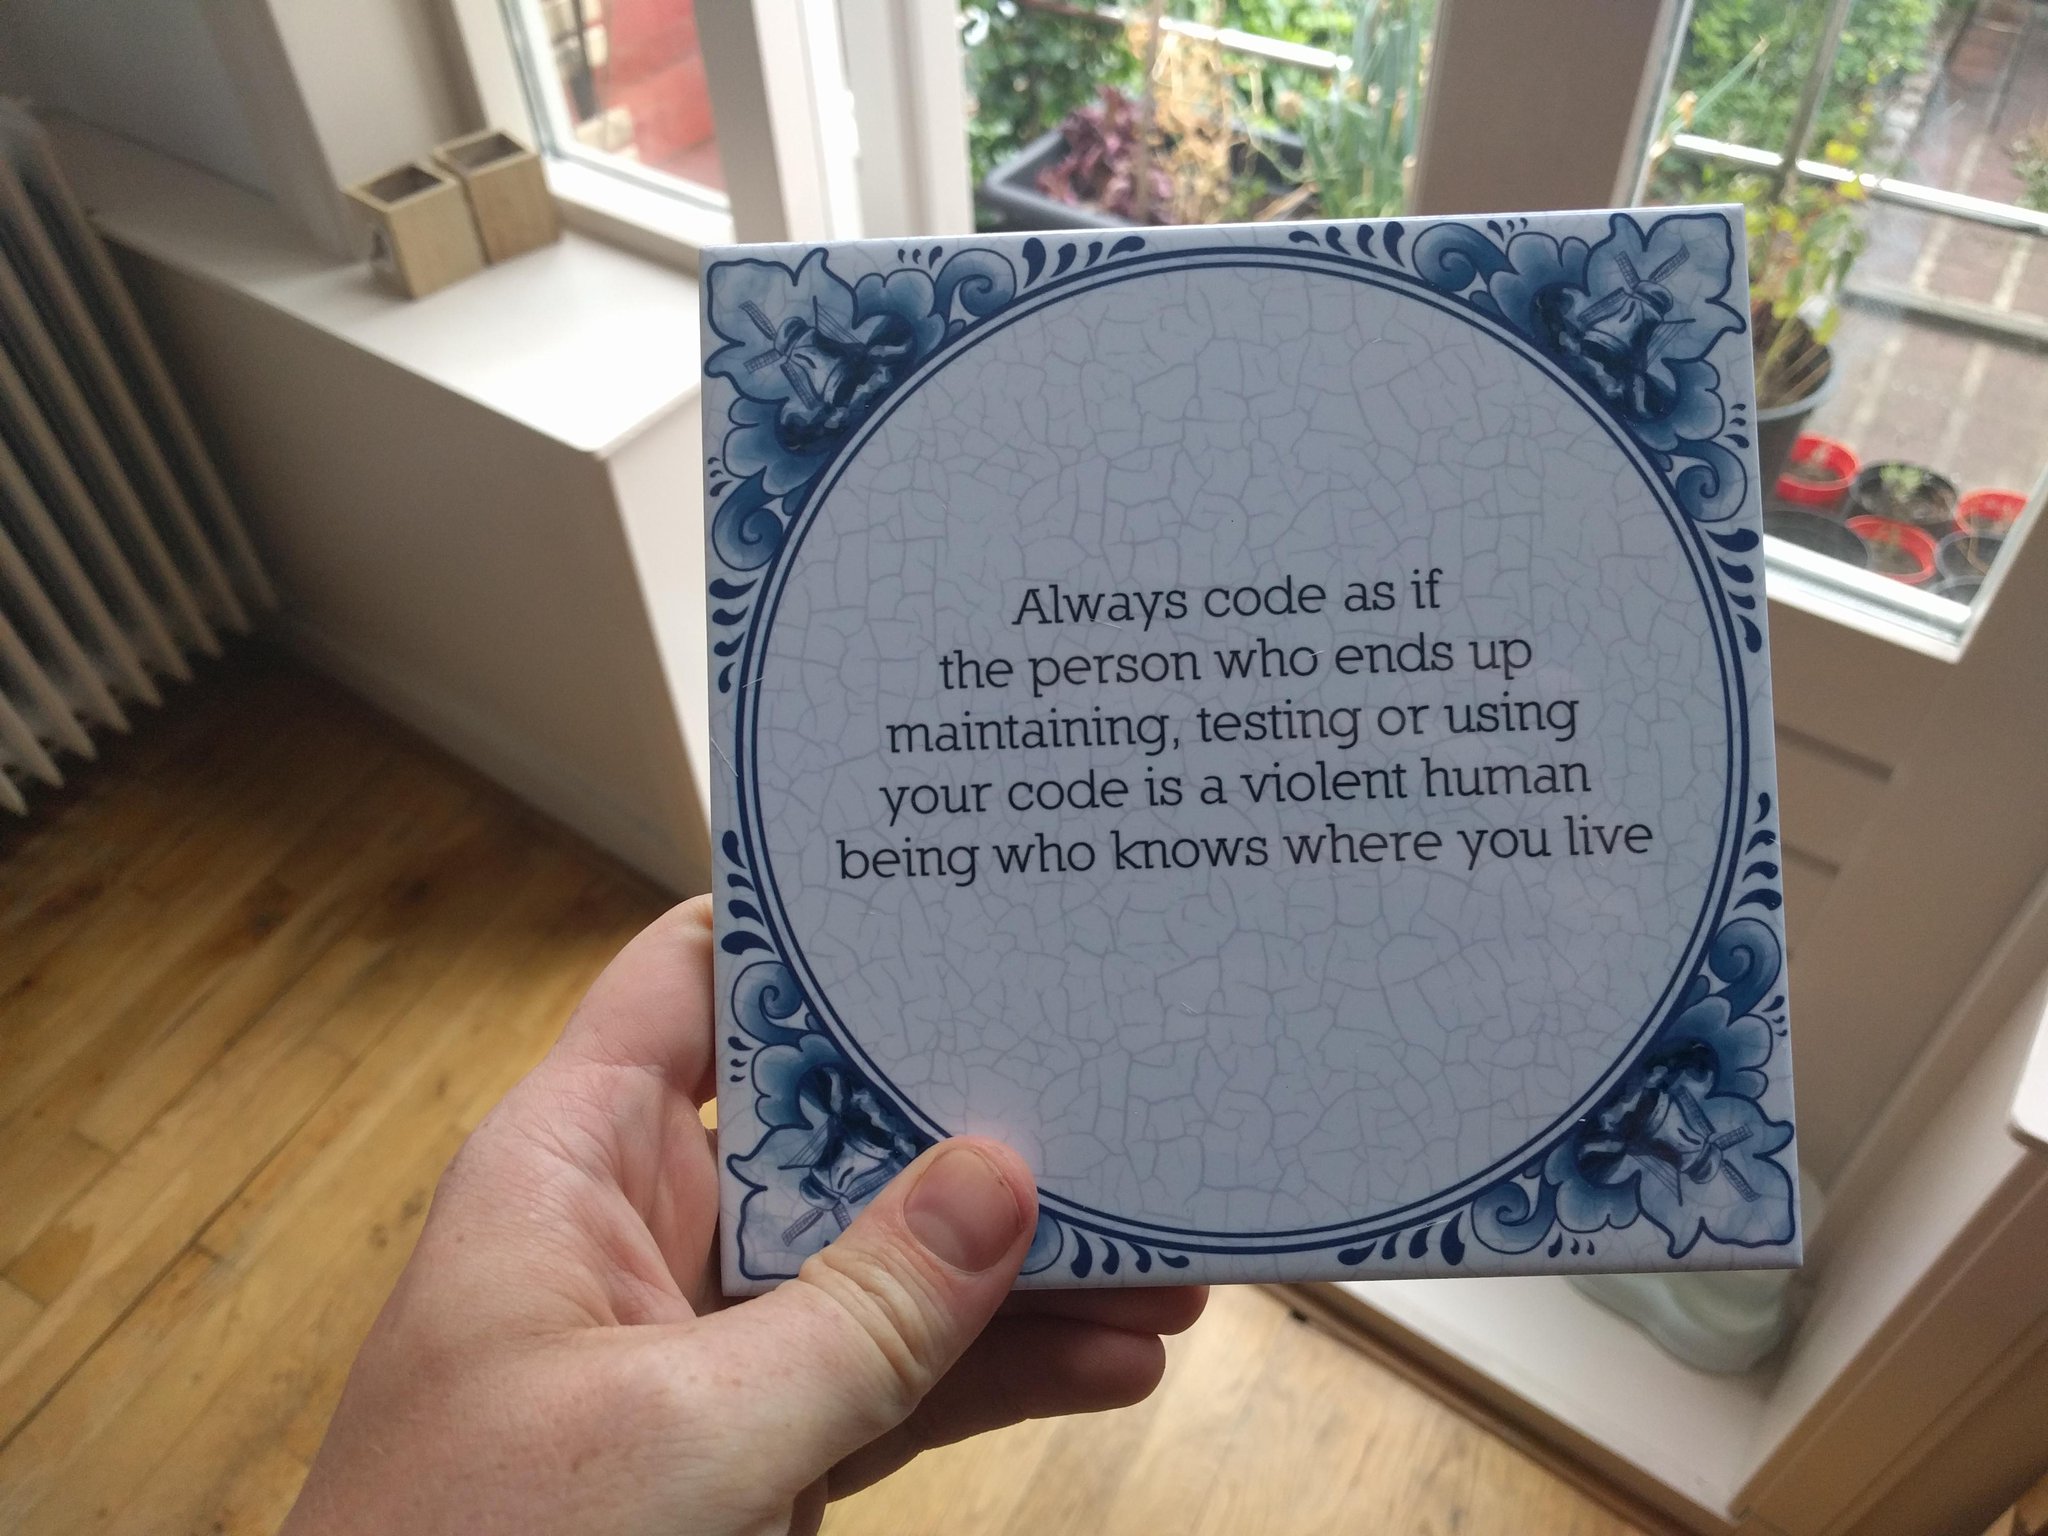 Always code as if
the person who ends up
maintaining, testing or using
your code is a violent human
being who knows where you live